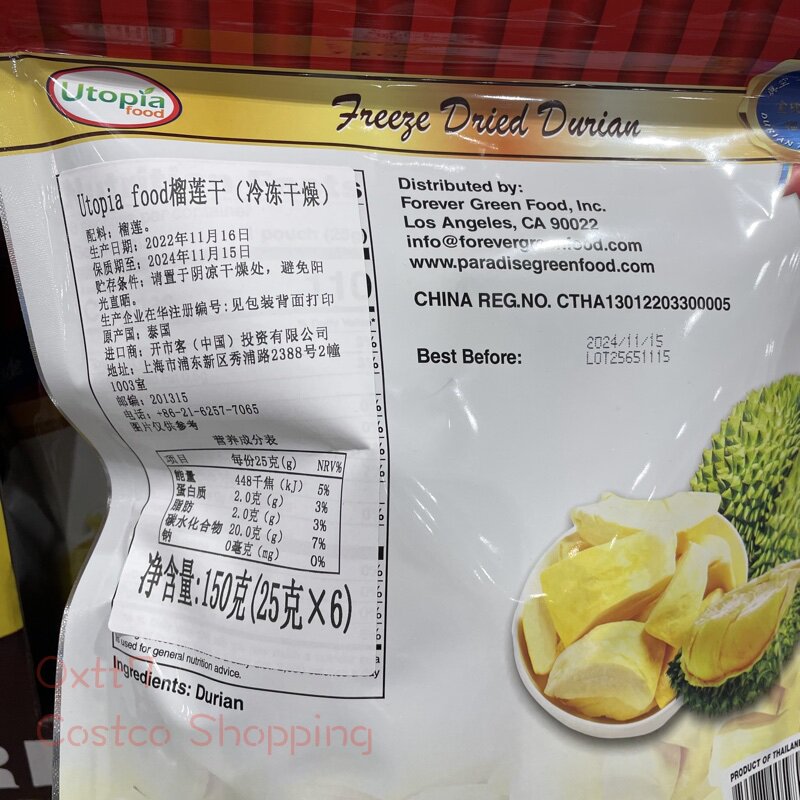 Utopia
food
Freeze Dried Durian
Utopia food榴莲干（冷冻干燥）
配料：榴莲。
生产日期：2022年11月16日
保质期至：2024年11月15日
贮存条件：请置于阴凉干燥处，避免阳
光直晒。
生产企业在华注册编号：见包装背面打印
原产国：泰国
进口商：开市客（中国）投资有限公司
地址：上海市浦东新区秀浦路2388号2幢
1003室
邮编：201315
电话：+86-21-6257-7065
图片仅供参考
营养成分表
项目 每份25克(g) NRV%
能量 448千焦(kJ) 5%
蛋白质 2.0克(g) 3%
脂肪 2.0克(g) 3%
碳水化合物 20.0克(g) 7%
钠 0毫克(mg) 0%
净含量：150克(25克×6)
used for general nutrition advice.
Ingredients: Durian
Distributed by:
Forever Green Food, Inc.
Los Angeles, CA 90022
www.paradisegreenfood.com
CHINA REG.NO. CTHA13012203300005
Best Before: 2024/11/15
LOT25651115
PRODUCT OF THAILAND
Costco Shopping